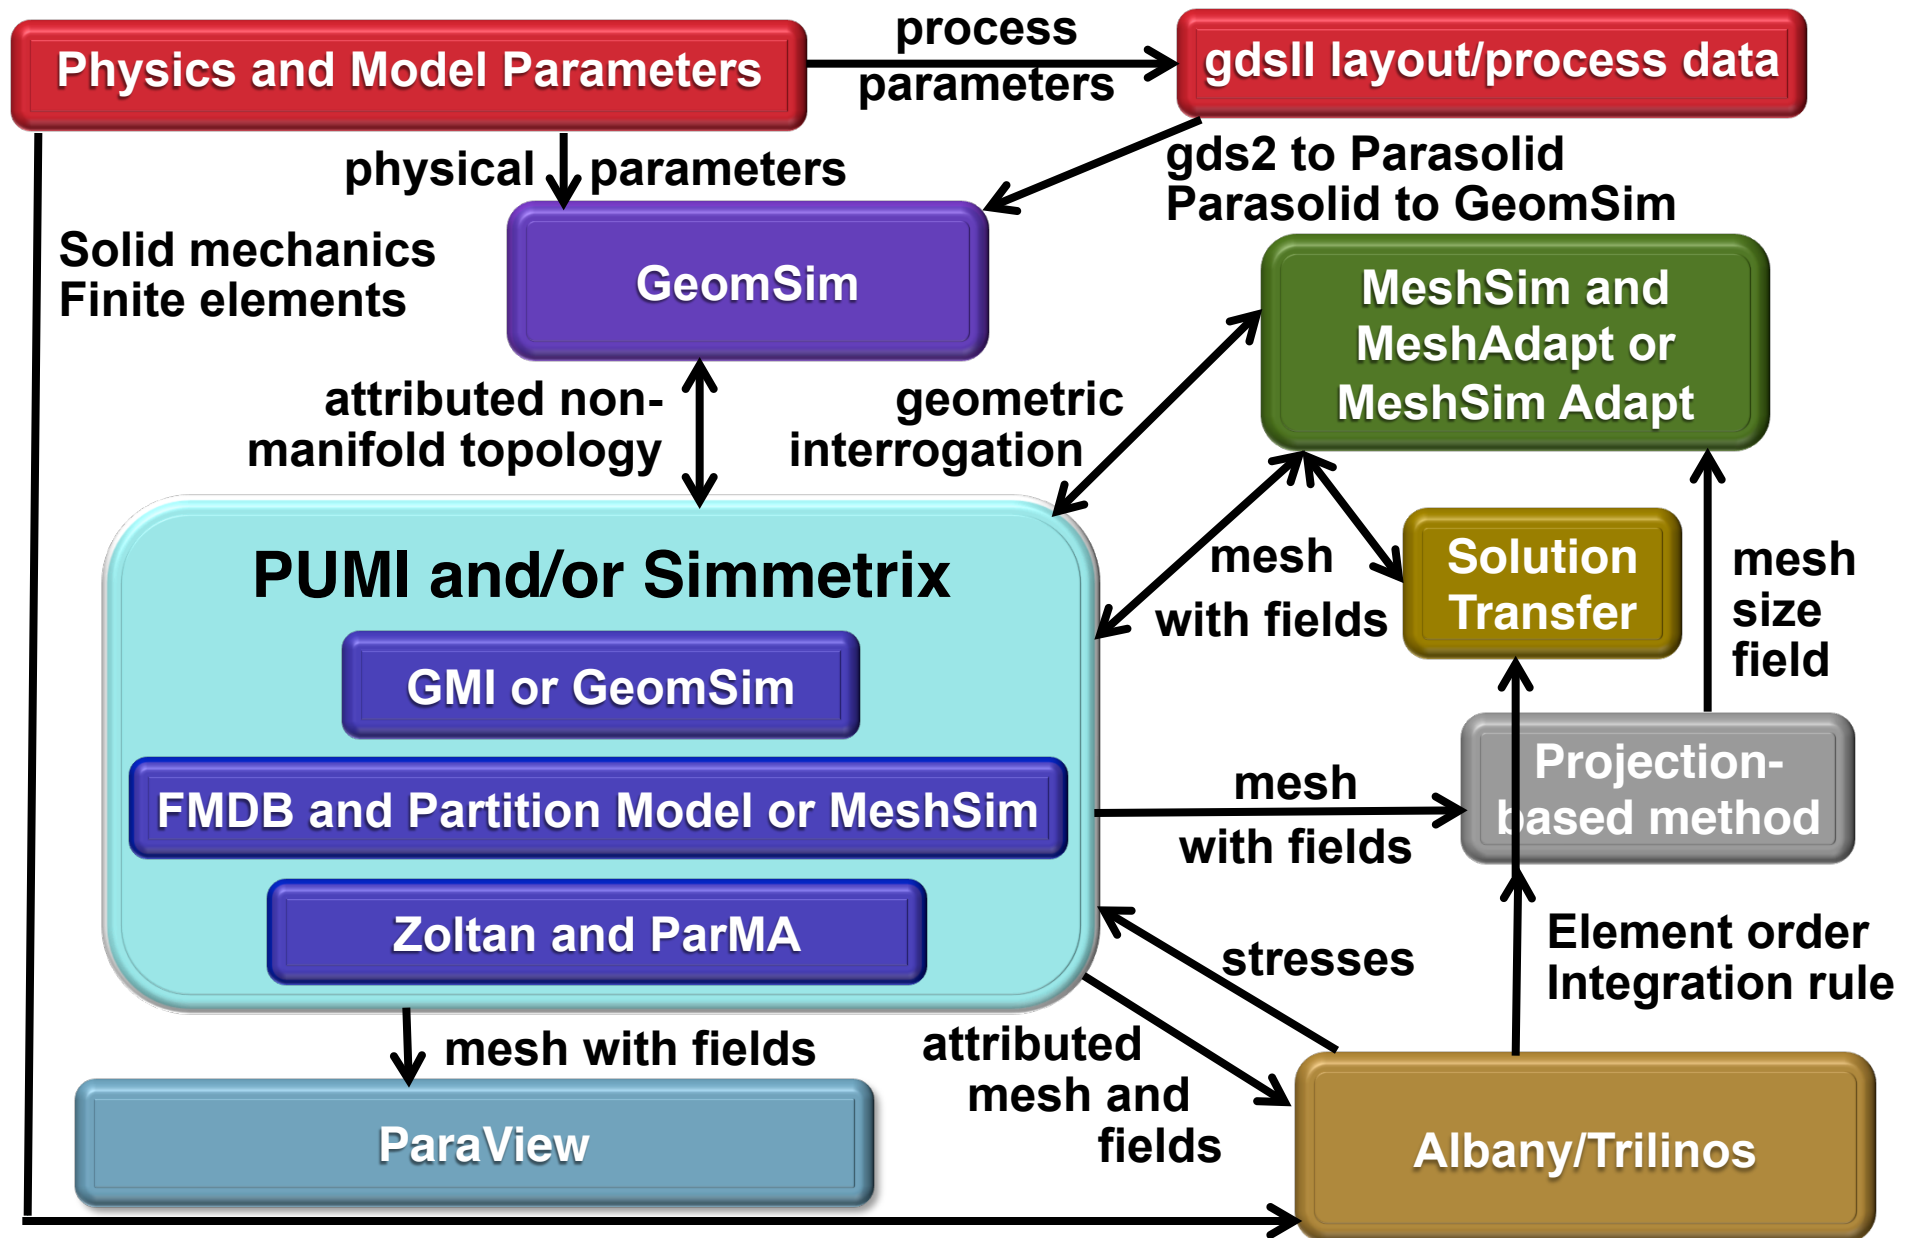 Physics and Model Parameters
process
parameters
gdsII layout/process data
physical parameters
gds2 to Parasolid
Parasolid to GeomSim
Solid mechanics
Finite elements
GeomSim
MeshSim and
MeshAdapt or
MeshSim Adapt
attributed non-
manifold topology
geometric
interrogation
PUMI and/or Simmetrix
GMI or GeomSim
FMDB and Partition Model or MeshSim
Zoltan and ParMA
mesh
with fields
Solution
Transfer
mesh
size
field
mesh
with fields
Projection-
based method
stresses
Element order
Integration rule
mesh with fields
attributed
mesh and
fields
ParaView
Albany/Trilinos